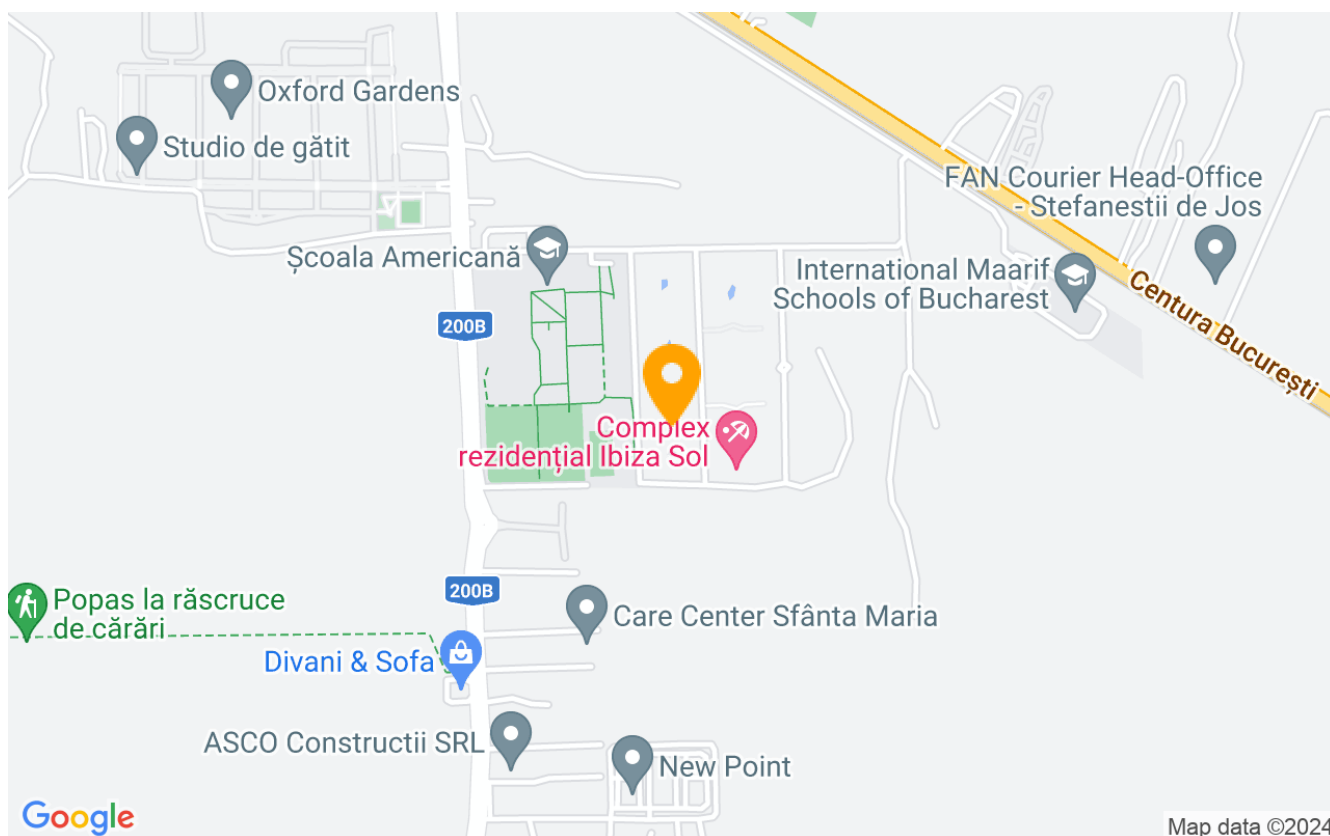 Oxford Gardens
Studio de gătit
FAN Courier Head-Office
- Stefanestii de Jos
Școala Americană
International Maarif
Schools of Bucharest
200B
Centura București
Complex
rezidențial Ibiza Sol
200B
Popas la răscruce
de cărări
Care Center Sfânta Maria
Divani & Sofa
ASCO Constructii SRL
New Point
Google
Map data ©2024